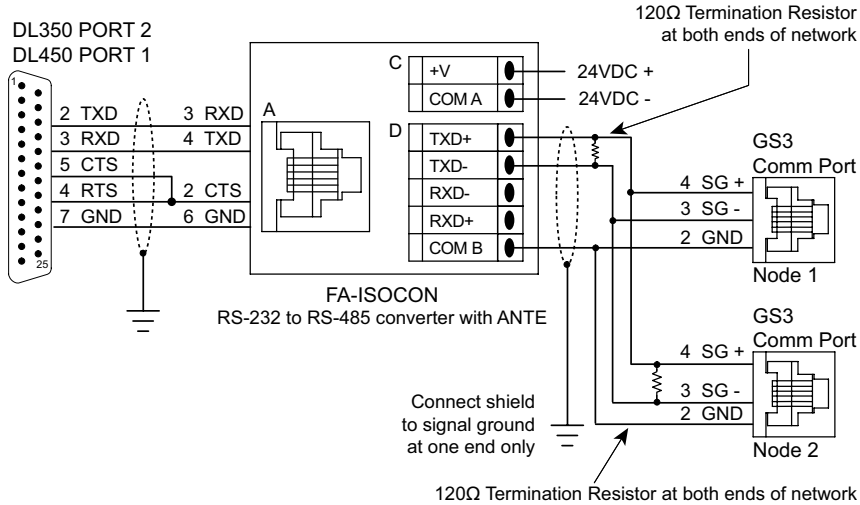 DL350 PORT 2
DL450 PORT 1
1
25
2 TXD
3 RXD
5 CTS
4 RTS
7 GND
3 RXD
4 TXD
2 CTS
6 GND
A
C
+V
COM A
D
TXD+
TXD-
RXD-
RXD+
COM B
24VDC +
24VDC -
FA-ISOCON
RS-232 to RS-485 converter with ANTE
120Ω Termination Resistor
at both ends of network
GS3
Comm Port
4 SG +
3 SG -
2 GND
Node 1
GS3
Comm Port
4 SG +
3 SG -
2 GND
Node 2
Connect shield
to signal ground
at one end only
120Ω Termination Resistor at both ends of network